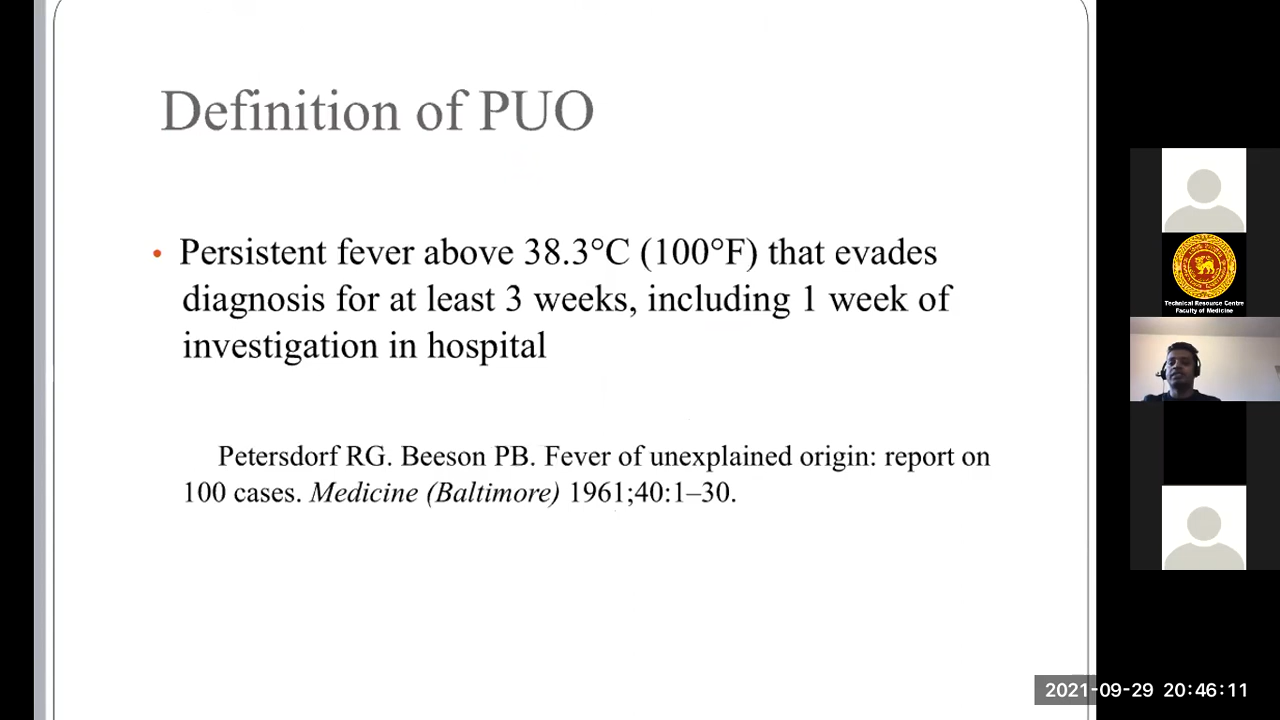 Definition of PUO
• Persistent fever above 38.3°C (100°F) that evades
diagnosis for at least 3 weeks, including 1 week of
investigation in hospital
Petersdorf RG. Beeson PB. Fever of unexplained origin: report on
100 cases. Medicine (Baltimore) 1961;40:1–30.
Technical Resource Centre
Faculty of Medicine
2021-09-29 20:46:11